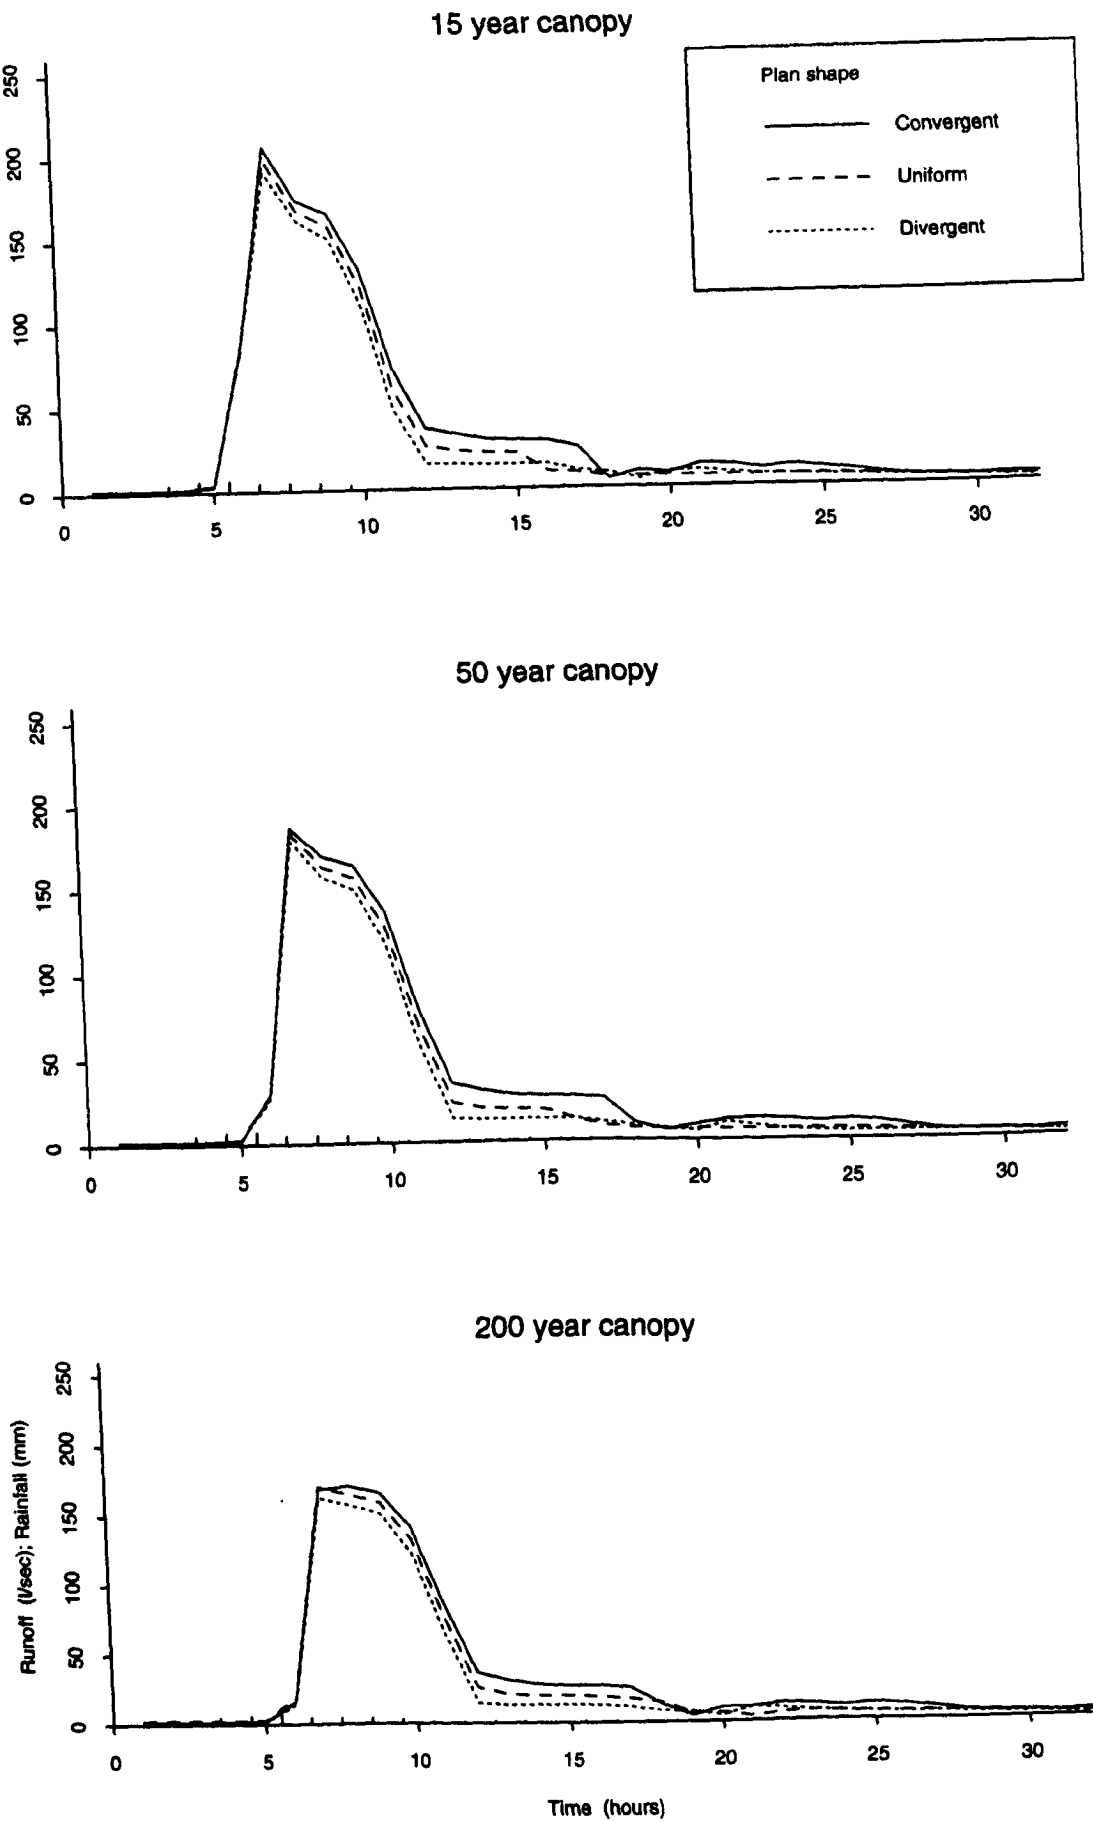 15 year canopy
Plan shape
Convergent
Uniform
Divergent
250
200
150
100
50
0
0 5 10 15 20 25 30
50 year canopy
250
200
150
100
50
0
0 5 10 15 20 25 30
200 year canopy
Runoff (l/sec); Rainfall (mm)
250
200
150
100
50
0
0 5 10 15 20 25 30
Time (hours)